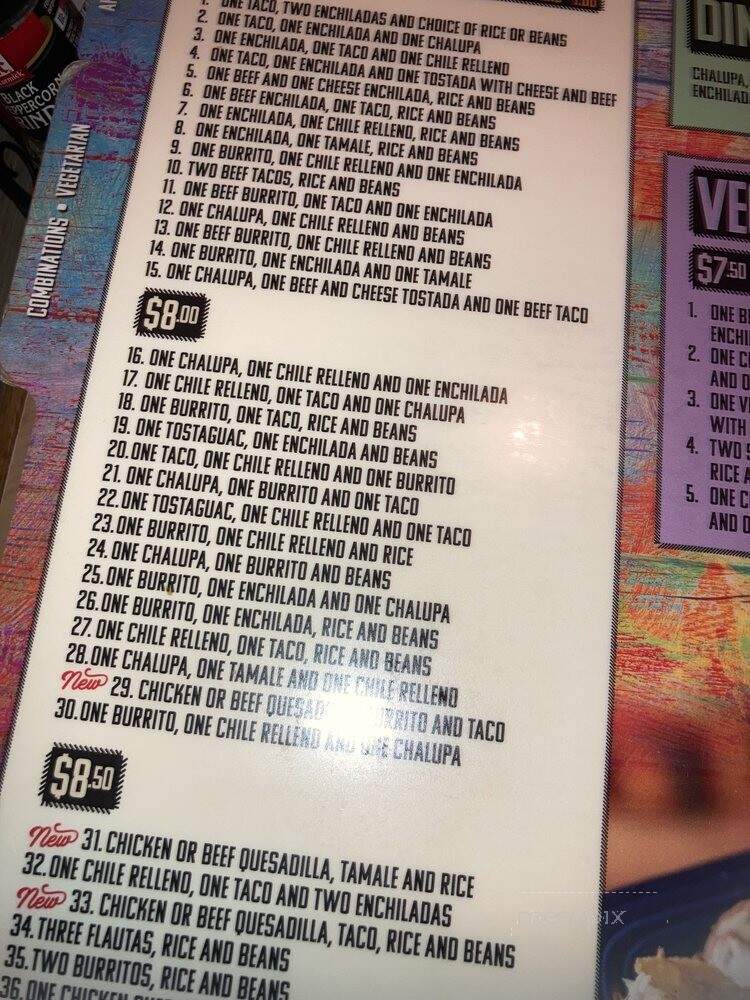 BLACK
PEPPERCORN
COMBINATIONS • VEGETARIAN
1. ONE TACO, TWO ENCHILADAS AND CHOICE OF RICE OR BEANS
2. ONE TACO, ONE ENCHILADA AND ONE CHALUPA
3. ONE ENCHILADA, ONE TACO AND ONE CHILE RELLENO
4. ONE TACO, ONE ENCHILADA AND ONE TOSTADA WITH CHEESE AND BEEF
5. ONE BEEF AND ONE CHEESE ENCHILADA, RICE AND BEANS
6. ONE BEEF ENCHILADA, ONE TACO, RICE AND BEANS
7. ONE ENCHILADA, ONE CHILE RELLENO, RICE AND BEANS
8. ONE ENCHILADA, ONE TAMALE, RICE AND BEANS
9. ONE BURRITO, ONE CHILE RELLENO AND ONE ENCHILADA
10. TWO BEEF TACOS, RICE AND BEANS
11. ONE BEEF BURRITO, ONE TACO AND ONE ENCHILADA
12. ONE CHALUPA, ONE CHILE RELLENO AND BEANS
13. ONE BEEF BURRITO, ONE CHILE RELLENO AND BEANS
14. ONE BURRITO, ONE ENCHILADA AND ONE TAMALE
15. ONE CHALUPA, ONE BEEF AND CHEESE TOSTADA AND ONE BEEF TACO
$8.00
16. ONE CHALUPA, ONE CHILE RELLENO AND ONE ENCHILADA
17. ONE CHILE RELLENO, ONE TACO AND ONE CHALUPA
18. ONE BURRITO, ONE TACO, RICE AND BEANS
19. ONE TOSTAGUAC, ONE ENCHILADA AND BEANS
20. ONE TACO, ONE CHILE RELLENO AND ONE BURRITO
21. ONE CHALUPA, ONE BURRITO AND ONE TACO
22. ONE TOSTAGUAC, ONE CHILE RELLENO AND ONE TACO
23. ONE BURRITO, ONE CHILE RELLENO AND RICE
24. ONE CHALUPA, ONE BURRITO AND BEANS
25. ONE BURRITO, ONE ENCHILADA AND ONE CHALUPA
26. ONE BURRITO, ONE ENCHILADA, RICE AND BEANS
27. ONE CHILE RELLENO, ONE TACO, RICE AND BEANS
28. ONE CHALUPA, ONE TAMALE AND ONE CHILE RELLENO
New 29. CHICKEN OR BEEF AND TACO
30. ONE BURRITO, ONE CHILE RELLENO AND ONE CHALUPA
$8.50
New 31. CHICKEN OR BEEF QUESADILLA, TAMALE AND RICE
32. ONE CHILE RELLENO, ONE TACO AND TWO ENCHILADAS
New 33. CHICKEN OR BEEF QUESADILLA, TACO, RICE AND BEANS
34. THREE FLAUTAS, RICE AND BEANS
35. TWO BURRITOS, RICE AND BEANS
36. ONE CHICKEN
CHALUPA,
ENCHILAD
VE
$7.50
1. ONE
ENCHI
2. ONE
AND
3. ONE
WITH
4. TWO
RICE
5. ONE
AND